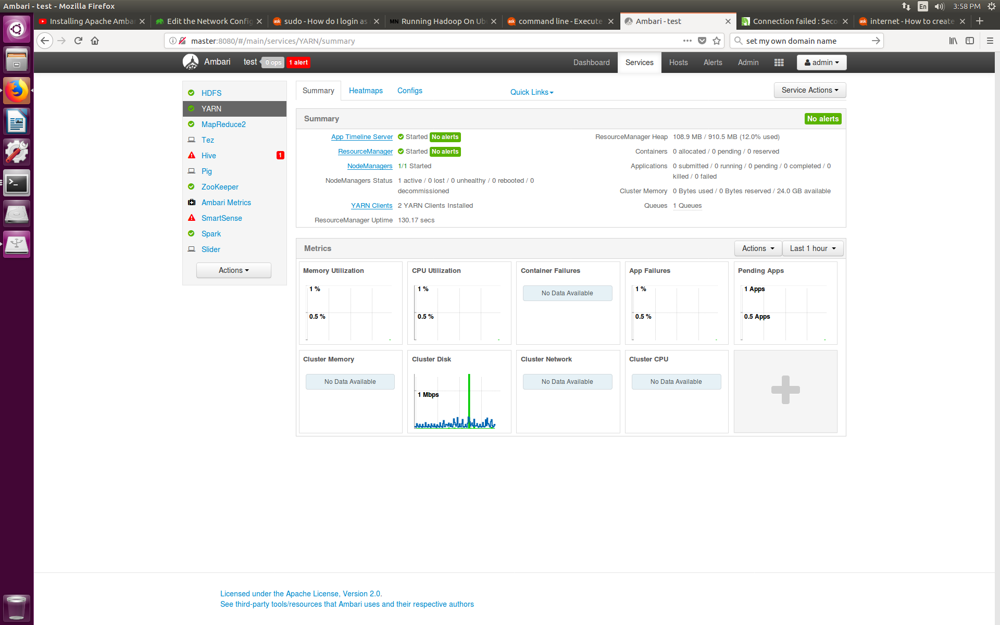 Ambari - test - Mozilla Firefox
En
3:58 PM
Installing Apache Amba
Edit the Network Config
ask sudo - How do I login as
MN Running Hadoop On Ub
ask command line - Execute
Ambari - test
Connection failed : Seco
ask internet - How to create
master:8080/#/main/services/YARN/summary
set my own domain name
Ambari test 0 ops 1 alert
Dashboard Services Hosts Alerts Admin admin
HDFS
YARN
MapReduce2
Tez
Hive 1
Pig
ZooKeeper
Ambari Metrics
SmartSense
Spark
Slider
Actions
Summary Heatmaps Configs Quick Links Service Actions
Summary No alerts
App Timeline Server Started No alerts
ResourceManager Started No alerts
NodeManagers 1/1 Started
NodeManagers Status 1 active / 0 lost / 0 unhealthy / 0 rebooted / 0
decommissioned
YARN Clients 2 YARN Clients Installed
ResourceManager Uptime 130.17 secs
ResourceManager Heap 108.9 MB / 910.5 MB (12.0% used)
Containers 0 allocated / 0 pending / 0 reserved
Applications 0 submitted / 0 running / 0 pending / 0 completed / 0
killed / 0 failed
Cluster Memory 0 Bytes used / 0 Bytes reserved / 24.0 GB available
Queues 1 Queues
Metrics Actions Last 1 hour
Memory Utilization
1 %
0.5 %
CPU Utilization
1 %
0.5 %
Container Failures
No Data Available
App Failures
1 %
0.5 %
Pending Apps
1 Apps
0.5 Apps
Cluster Memory
No Data Available
Cluster Disk
1 Mbps
Cluster Network
No Data Available
Cluster CPU
No Data Available
Licensed under the Apache License, Version 2.0.
See third-party tools/resources that Ambari uses and their respective authors